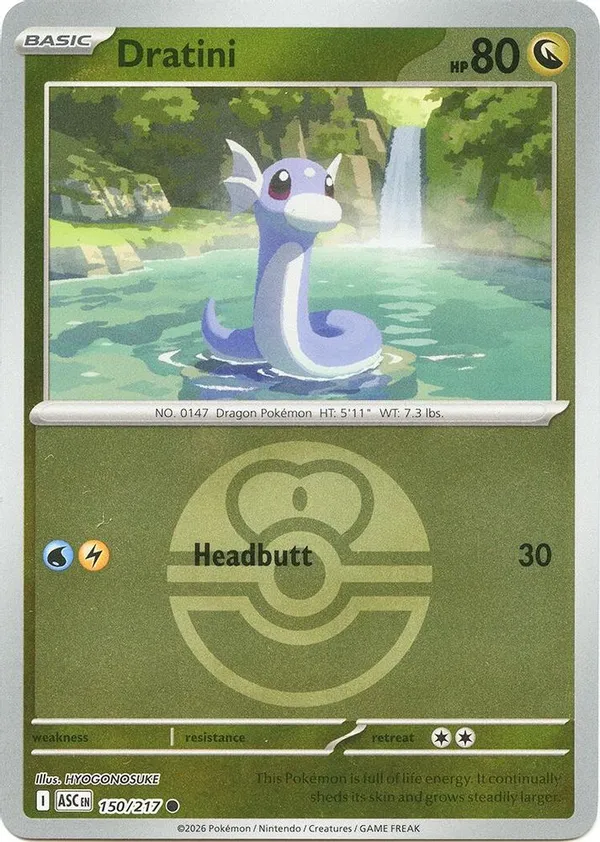 BASIC
Dratini
HP 80
NO. 0147 Dragon Pokémon HT: 5'11" WT: 7.3 lbs.
Headbutt 30
weakness resistance retreat
Illus. HYOGONOSUKE
This Pokémon is full of life energy. It continually
sheds its skin and grows steadily larger.
I ASC EN 150/217
©2026 Pokémon / Nintendo / Creatures / GAME FREAK